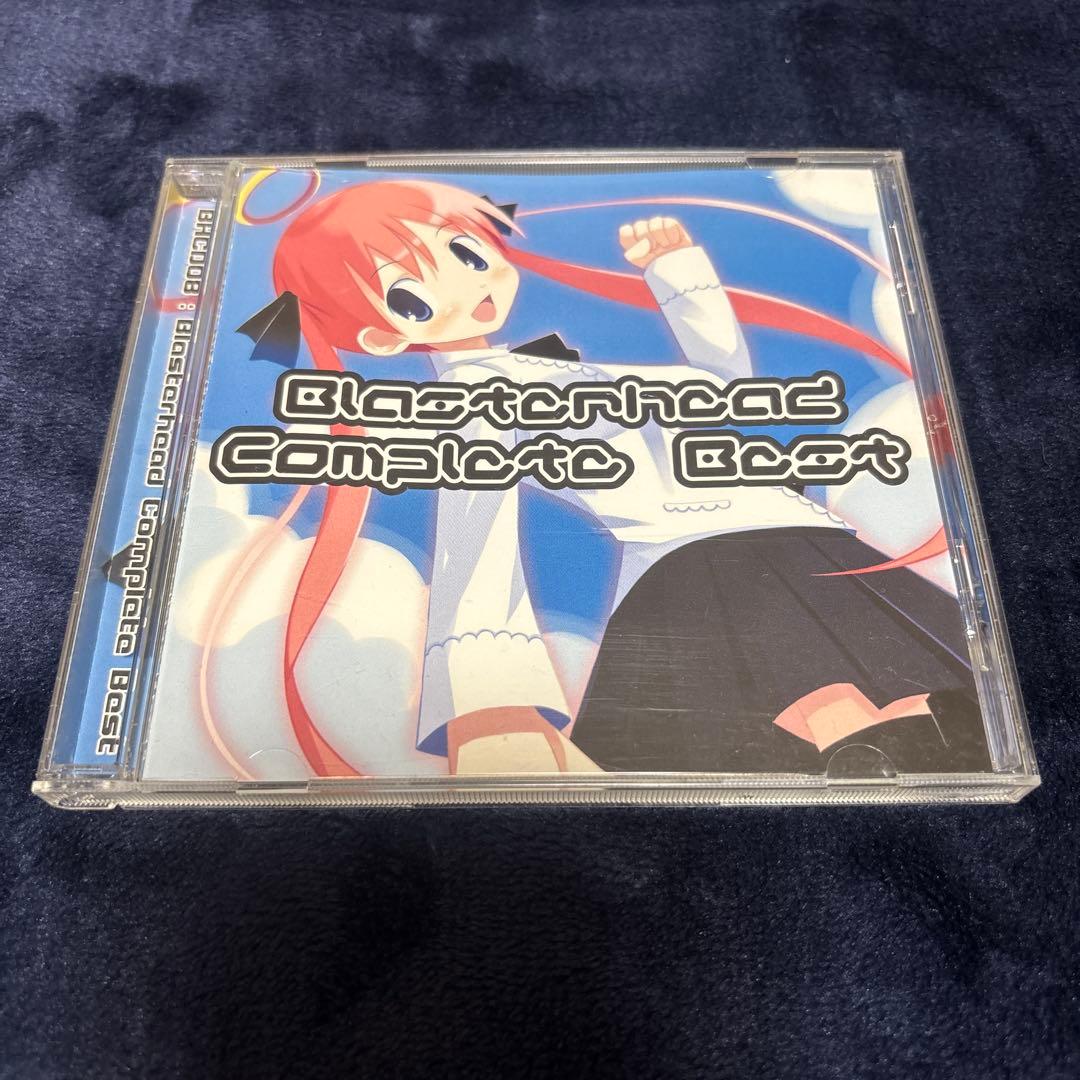 Blasterhead
Complete Best
BHCD08 :: Blasterhead Complete Best